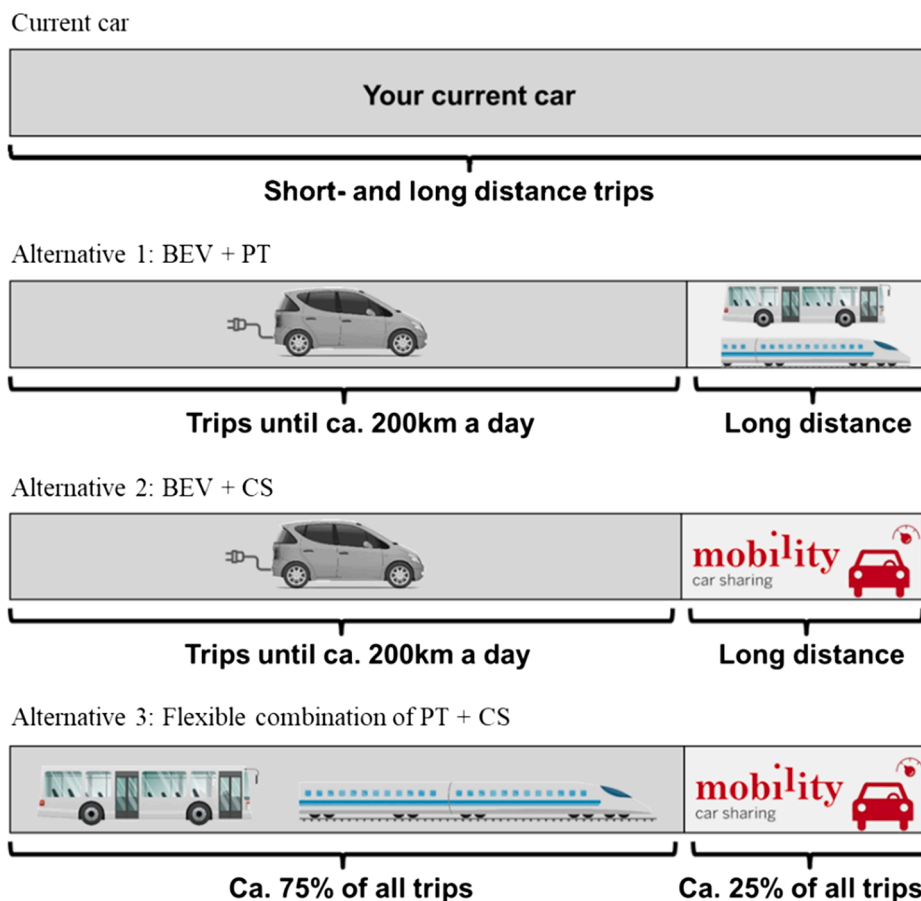 Current car
Your current car
Short- and long distance trips
Alternative 1: BEV + PT
Trips until ca. 200km a day
Long distance
Alternative 2: BEV + CS
mobility
car sharing
Trips until ca. 200km a day
Long distance
Alternative 3: Flexible combination of PT + CS
mobility
car sharing
Ca. 75% of all trips
Ca. 25% of all trips